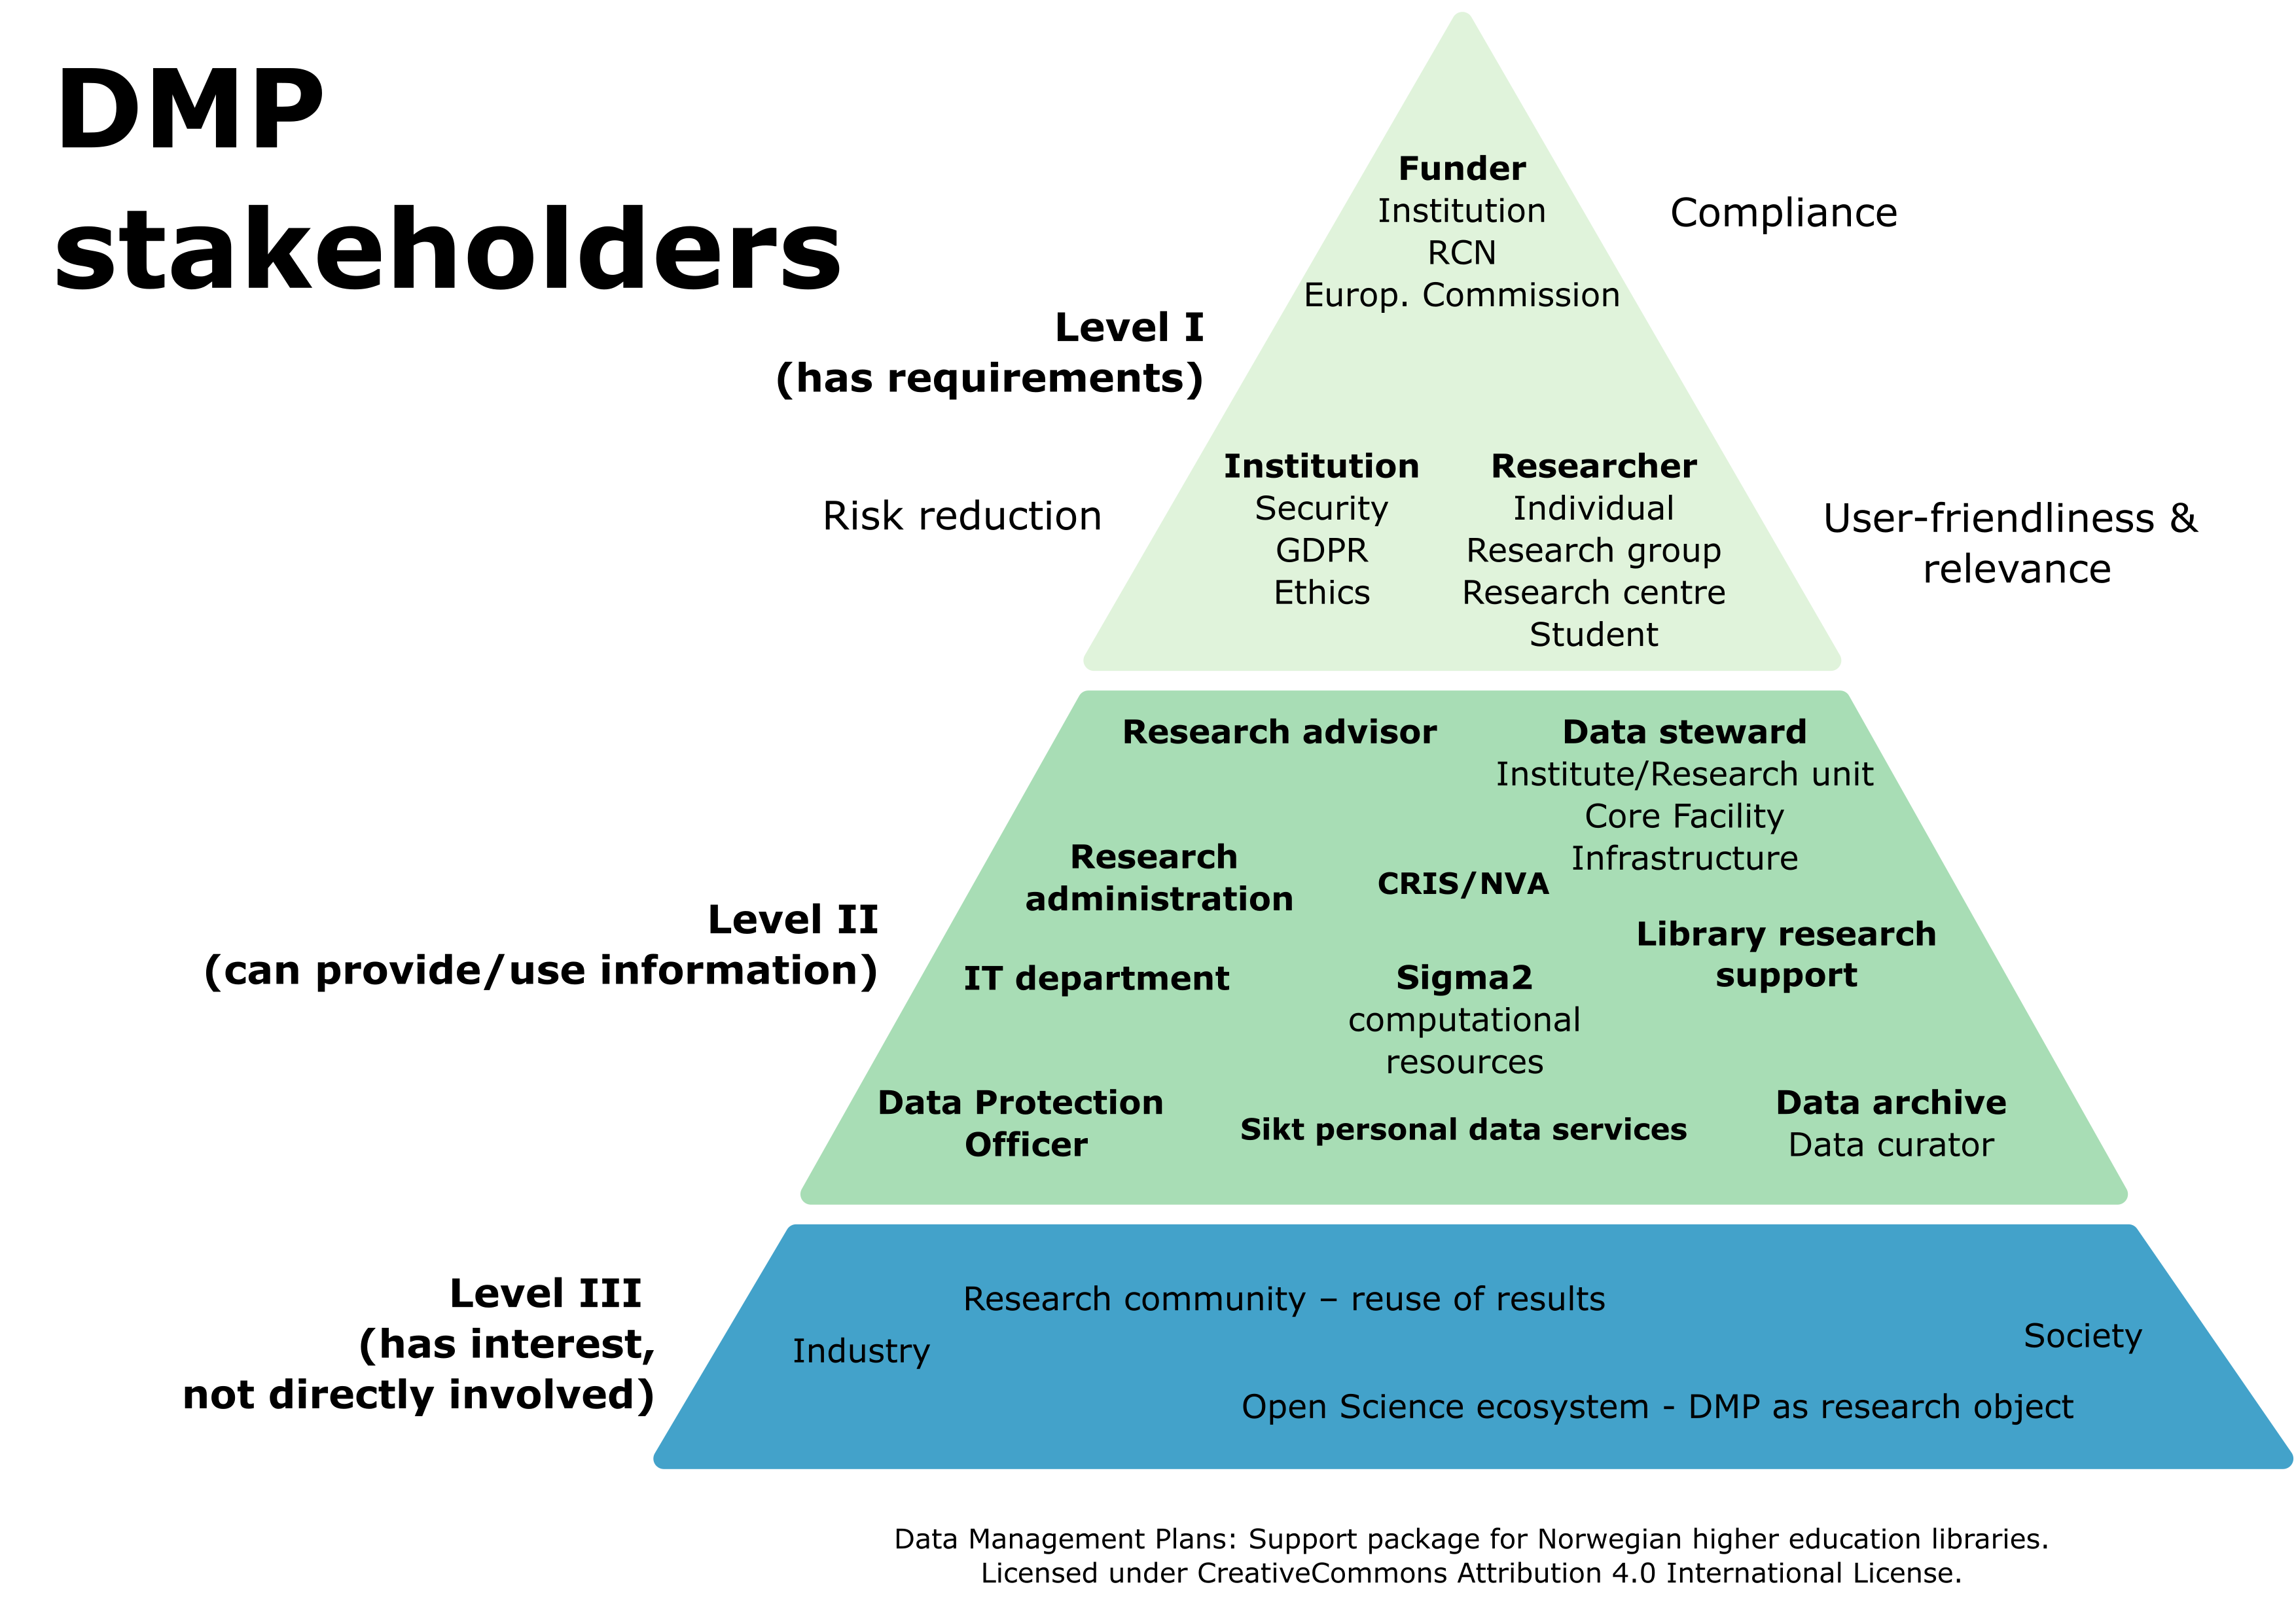 DMP
stakeholders
Funder
Institution
RCN
Europ. Commission
Compliance
Level I
(has requirements)
Risk reduction
Institution
Security
GDPR
Ethics
Researcher
Individual
Research group
Research centre
Student
User-friendliness &
relevance
Level II
(can provide/use information)
Research advisor
Data steward
Institute/Research unit
Core Facility
Infrastructure
Research
administration
CRIS/NVA
Library research
support
IT department
Sigma2
computational
resources
Data Protection
Officer
Sikt personal data services
Data archive
Data curator
Level III
(has interest,
not directly involved)
Research community – reuse of results
Industry
Society
Open Science ecosystem - DMP as research object
Data Management Plans: Support package for Norwegian higher education libraries.
Licensed under CreativeCommons Attribution 4.0 International License.